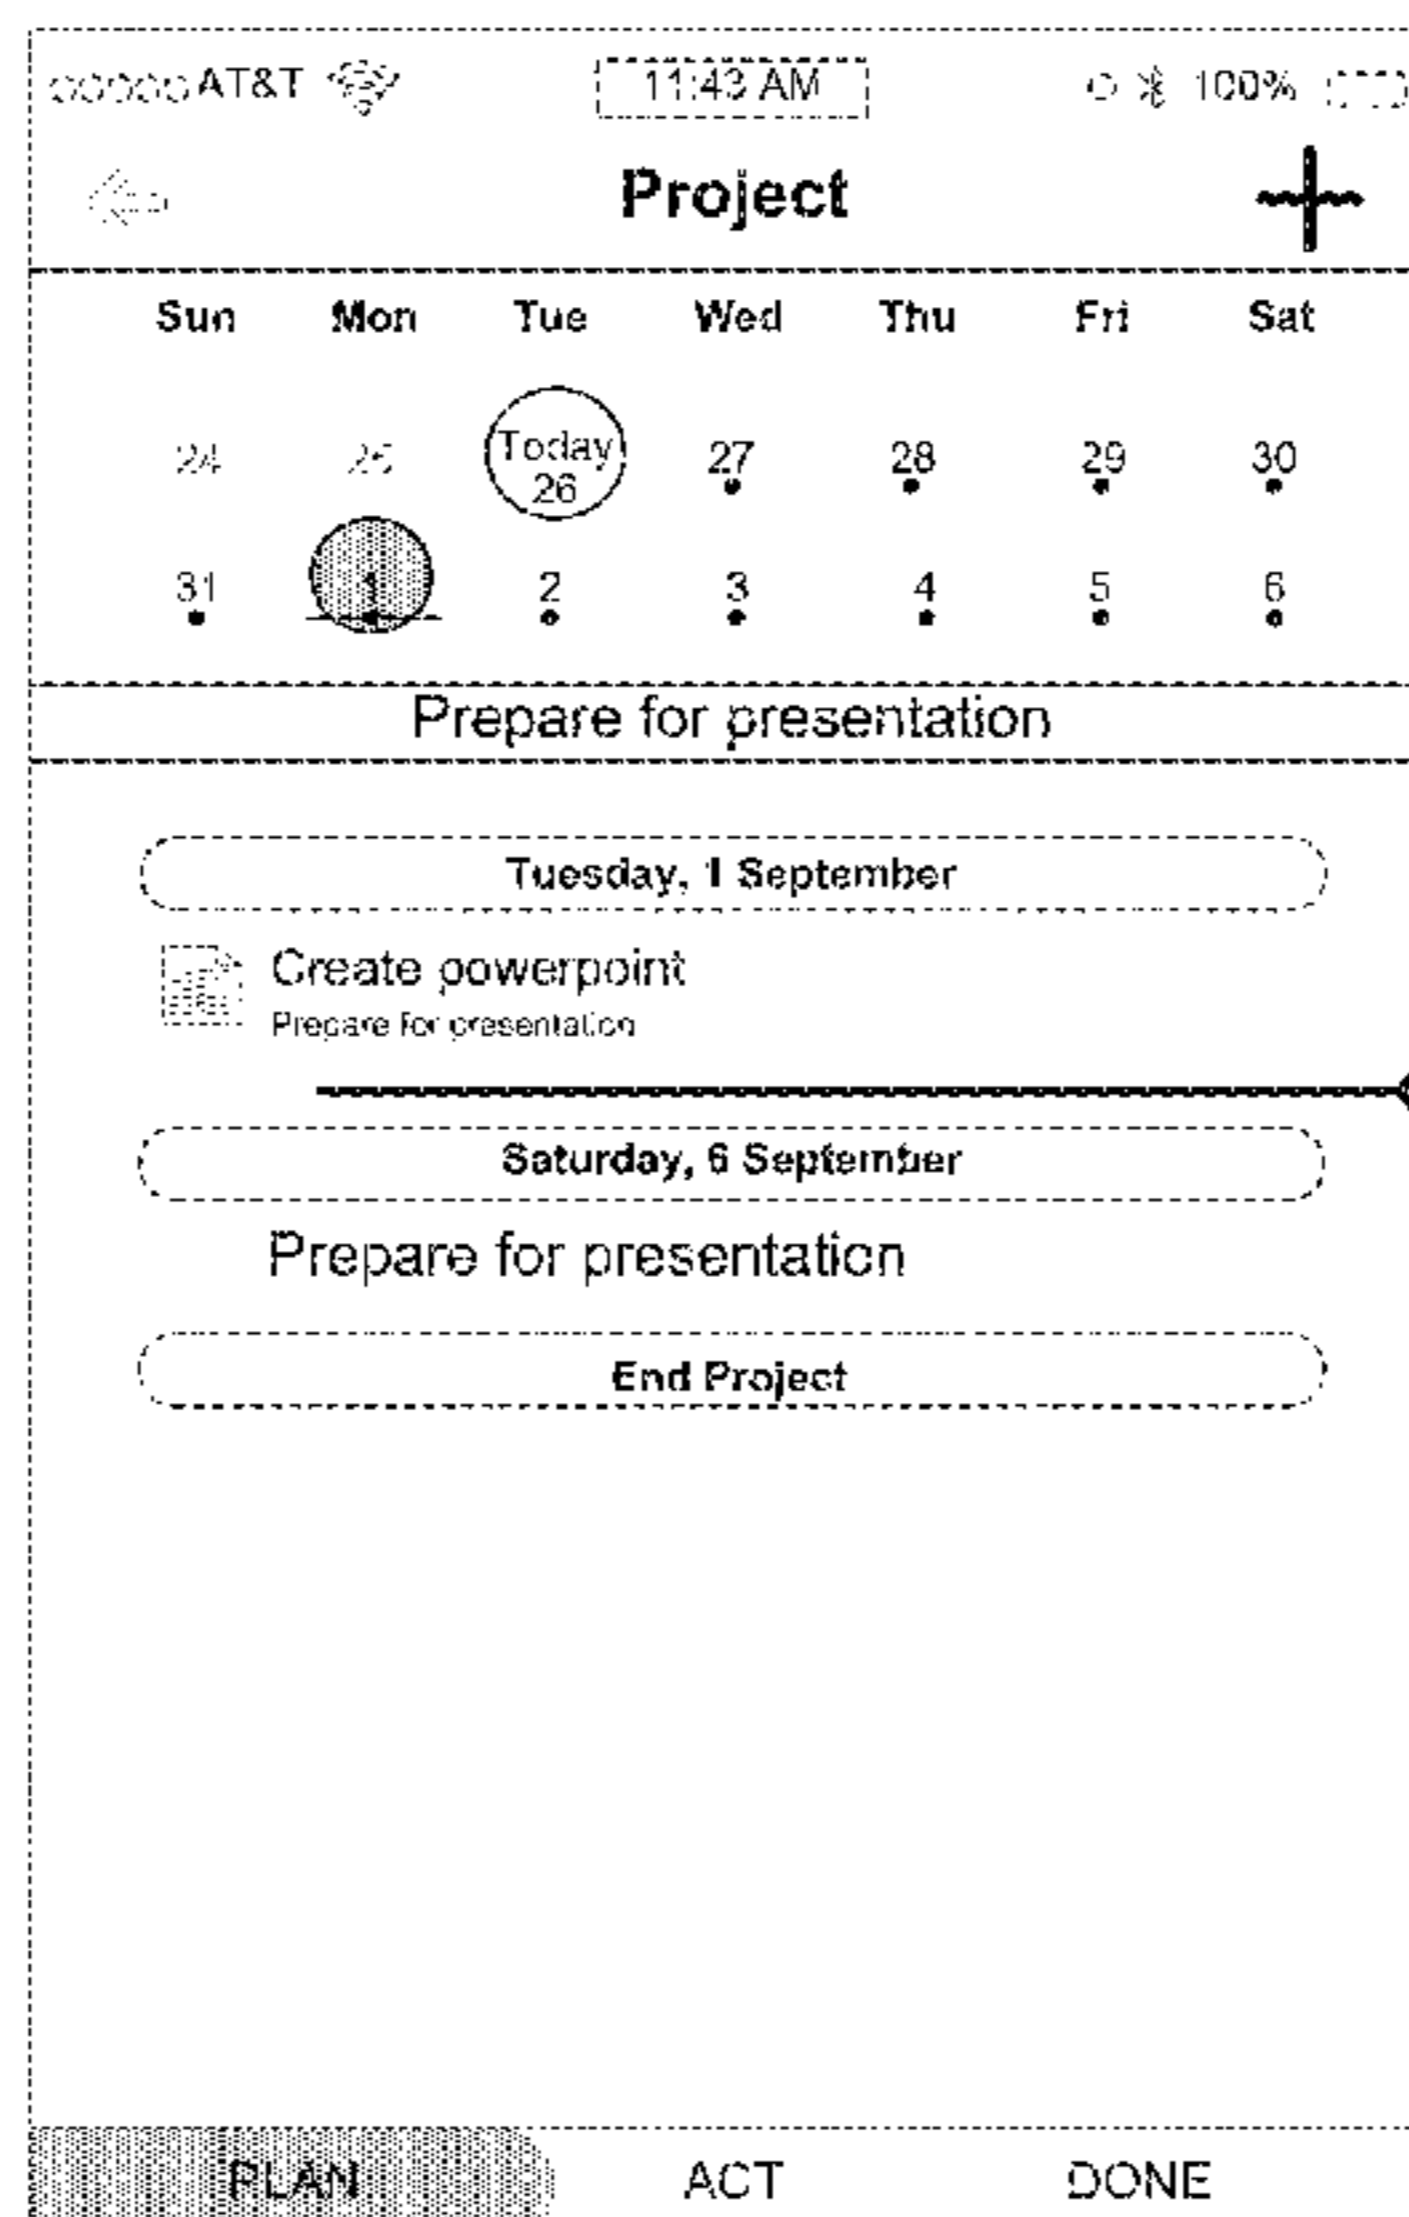 AT&T 11:43 AM 100%
Project
Sun Mon Tue Wed Thu Fri Sat
24 25 Today 26 27 28 29 30
31 1 2 3 4 5 6
Prepare for presentation
Tuesday, 1 September
Create powerpoint
Prepare for presentation
Saturday, 6 September
Prepare for presentation
End Project
PLAN ACT DONE